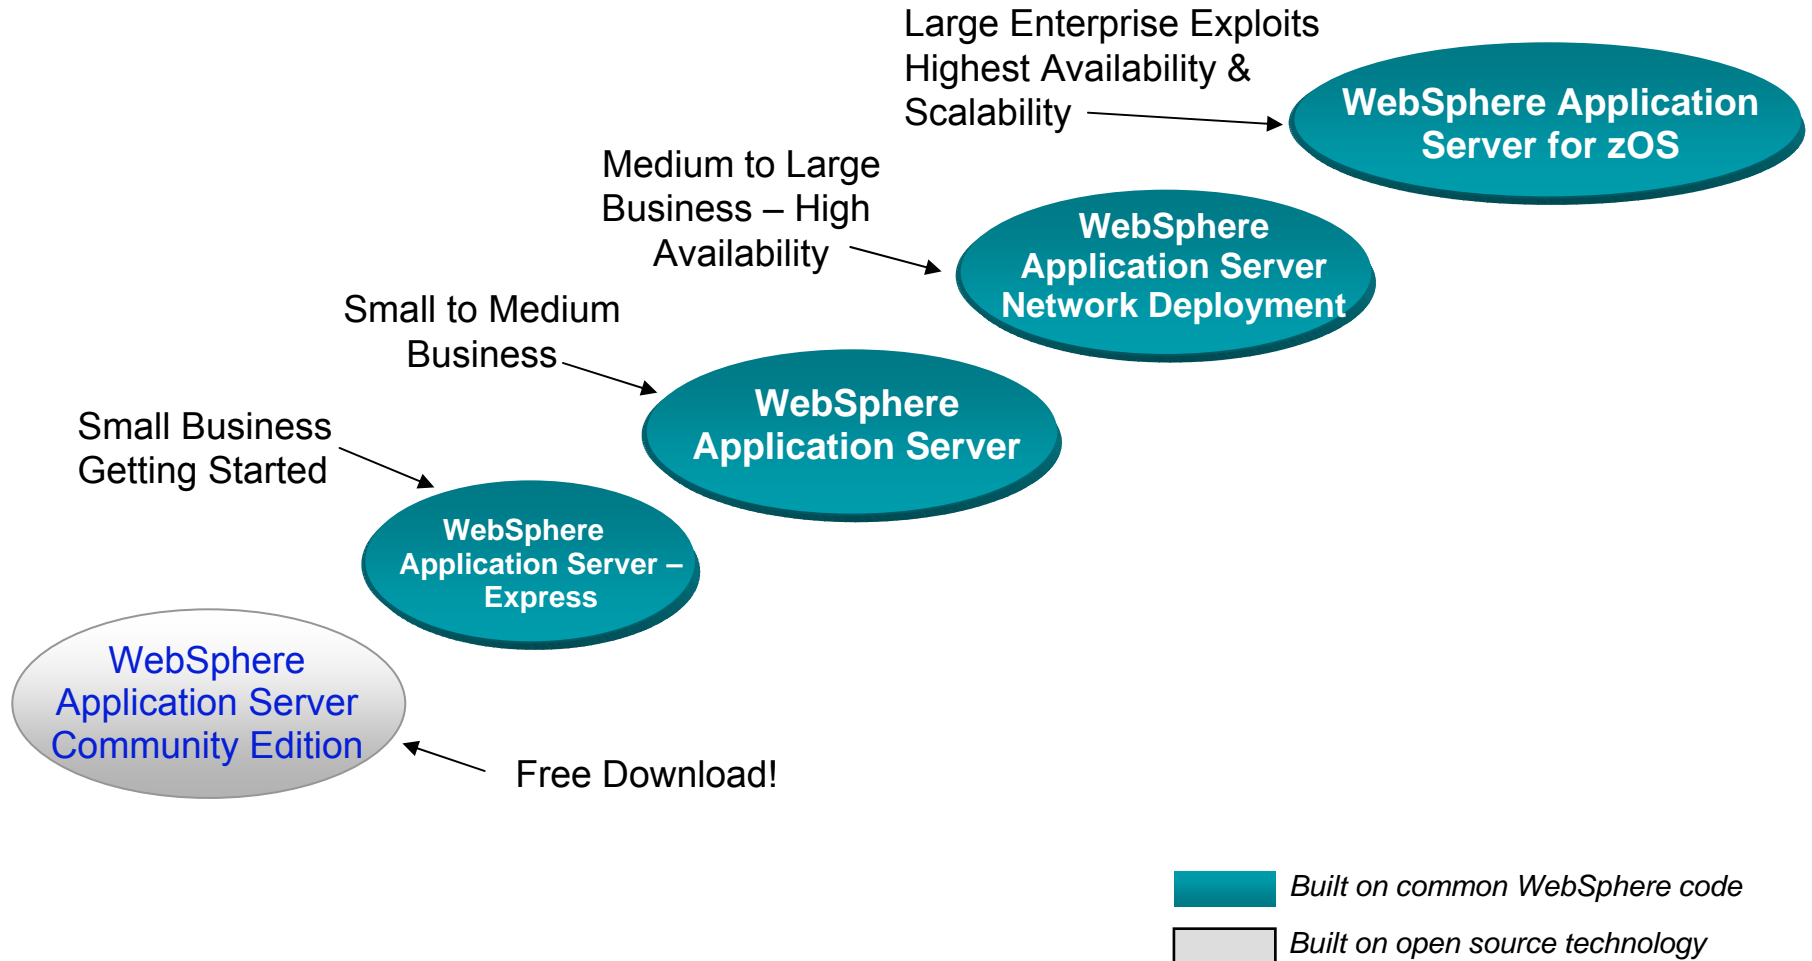 Large Enterprise Exploits
Highest Availability &
Scalability
WebSphere Application
Server for zOS
Medium to Large
Business – High
Availability
WebSphere
Application Server
Network Deployment
Small to Medium
Business
WebSphere
Application Server
Small Business
Getting Started
WebSphere
Application Server –
Express
WebSphere
Application Server
Community Edition
Free Download!
Built on common WebSphere code
Built on open source technology